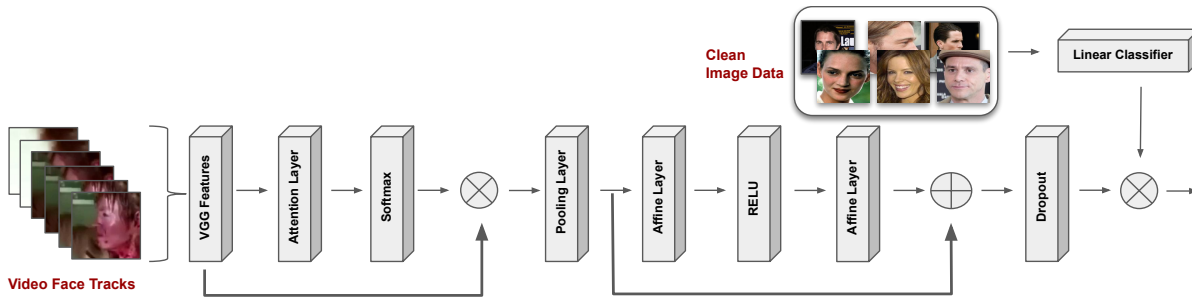 Clean
Image Data
Lau
Linear Classifier
VGG Features
Attention Layer
Softmax
Pooling Layer
Affine Layer
RELU
Affine Layer
Dropout
Video Face Tracks